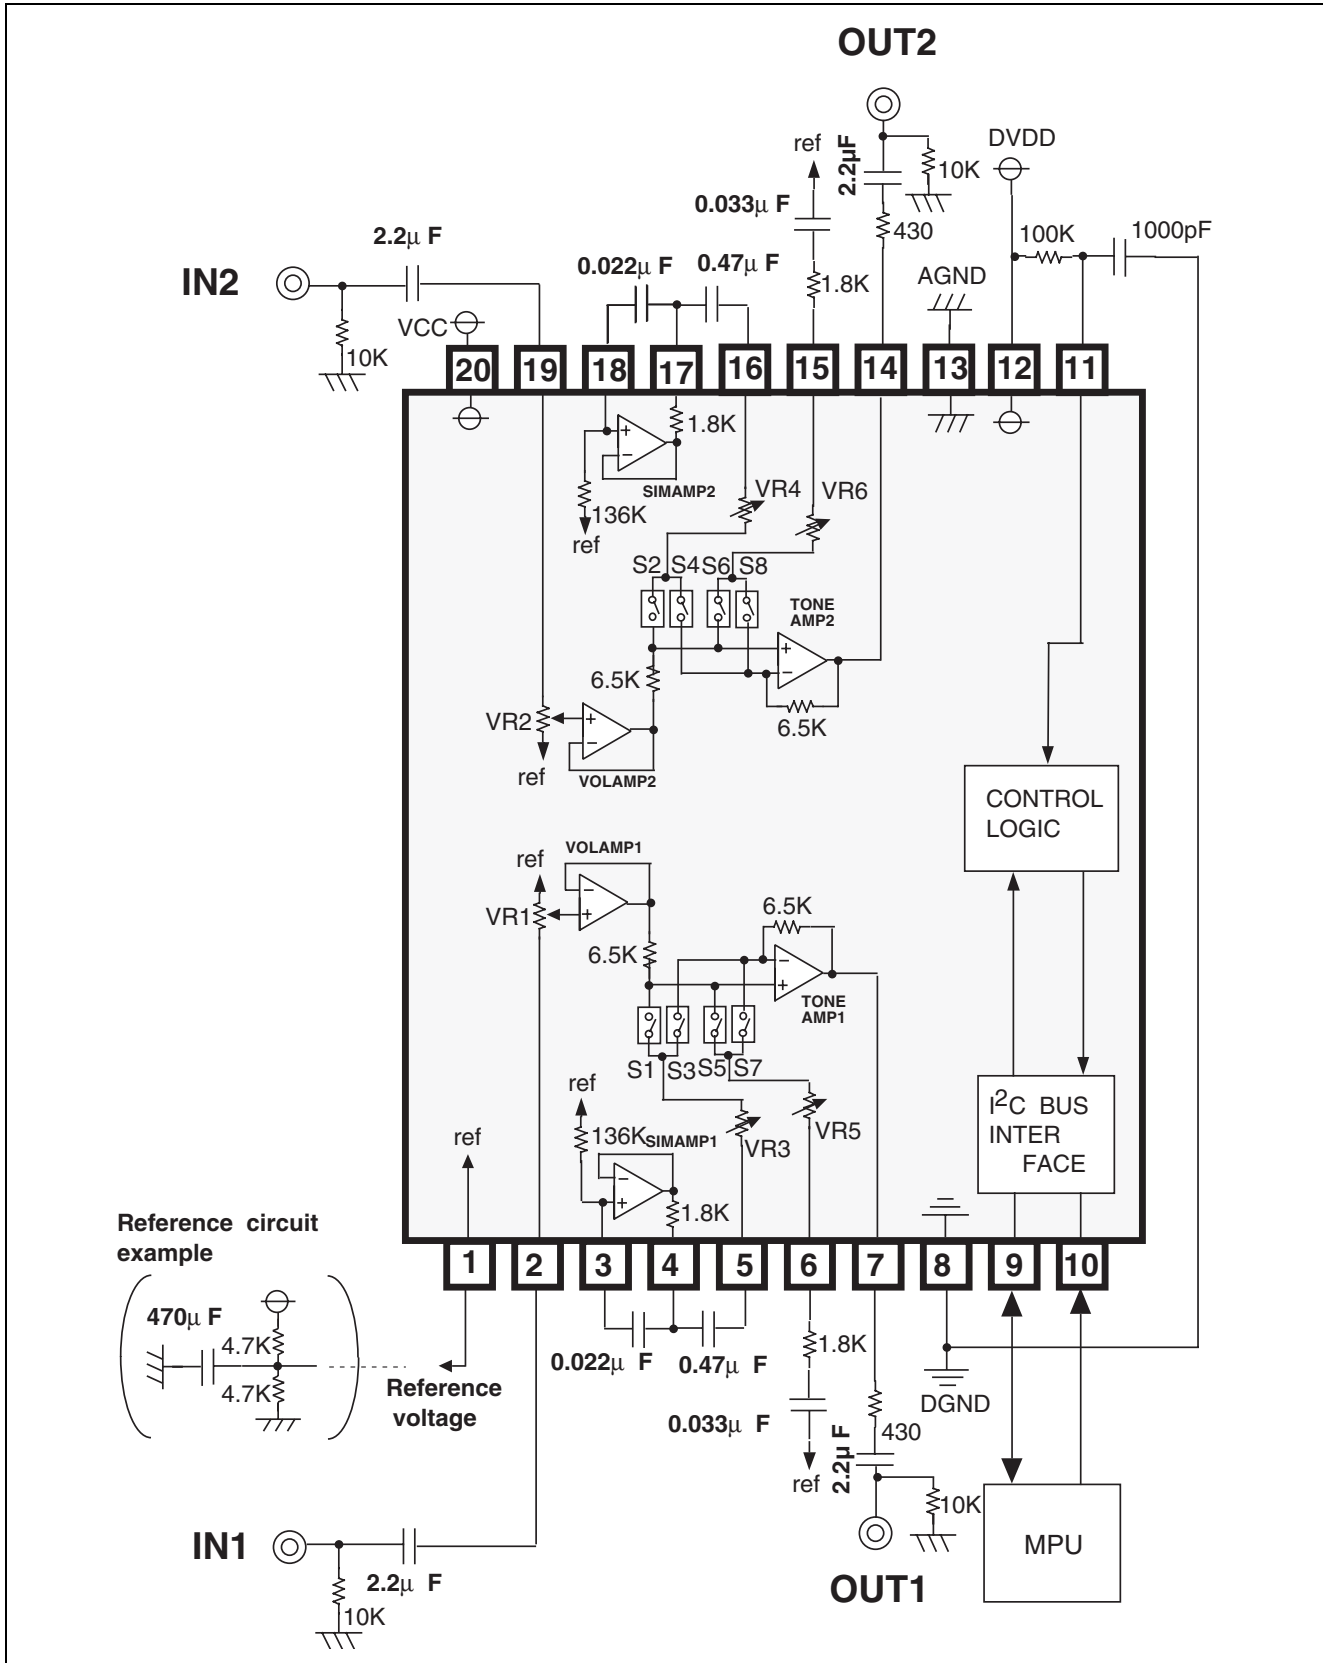 OUT2
ref
2.2µF
10K
DVDD
0.033µ F
430
100K
1000pF
2.2µ F
0.022µ F
0.47µ F
1.8K
AGND
IN2
VCC
10K
20
19
18
17
16
15
14
13
12
11
1.8K
SIMAMP2
VR4
VR6
136K
ref
S2
S4
S6
S8
TONE
AMP2
6.5K
VR2
6.5K
ref
VOLAMP2
CONTROL
LOGIC
VOLAMP1
ref
VR1
6.5K
6.5K
TONE
AMP1
S1
S3
S5
S7
ref
136K
SIMAMP1
VR3
VR5
I2C BUS
INTER
FACE
ref
1.8K
Reference circuit
example
1
2
3
4
5
6
7
8
9
10
470µ F
4.7K
4.7K
0.022µ F
0.47µ F
1.8K
Reference
voltage
DGND
0.033µ F
430
ref
2.2µ F
10K
MPU
IN1
2.2µ F
10K
OUT1